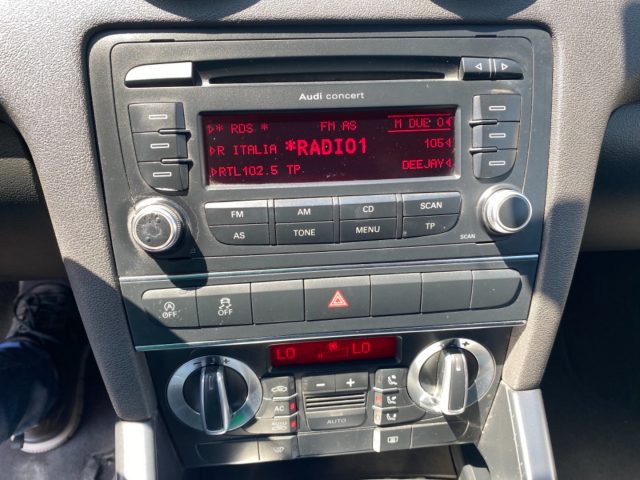 Audi concert
* RDS * FM AS M DUE 0
R ITALIA *RADIO1 105
RTL102.5 TP. DEEJAY
FM AM CD SCAN
AS TONE MENU TP SCAN
OFF OFF
LO LO
AC
AUTO